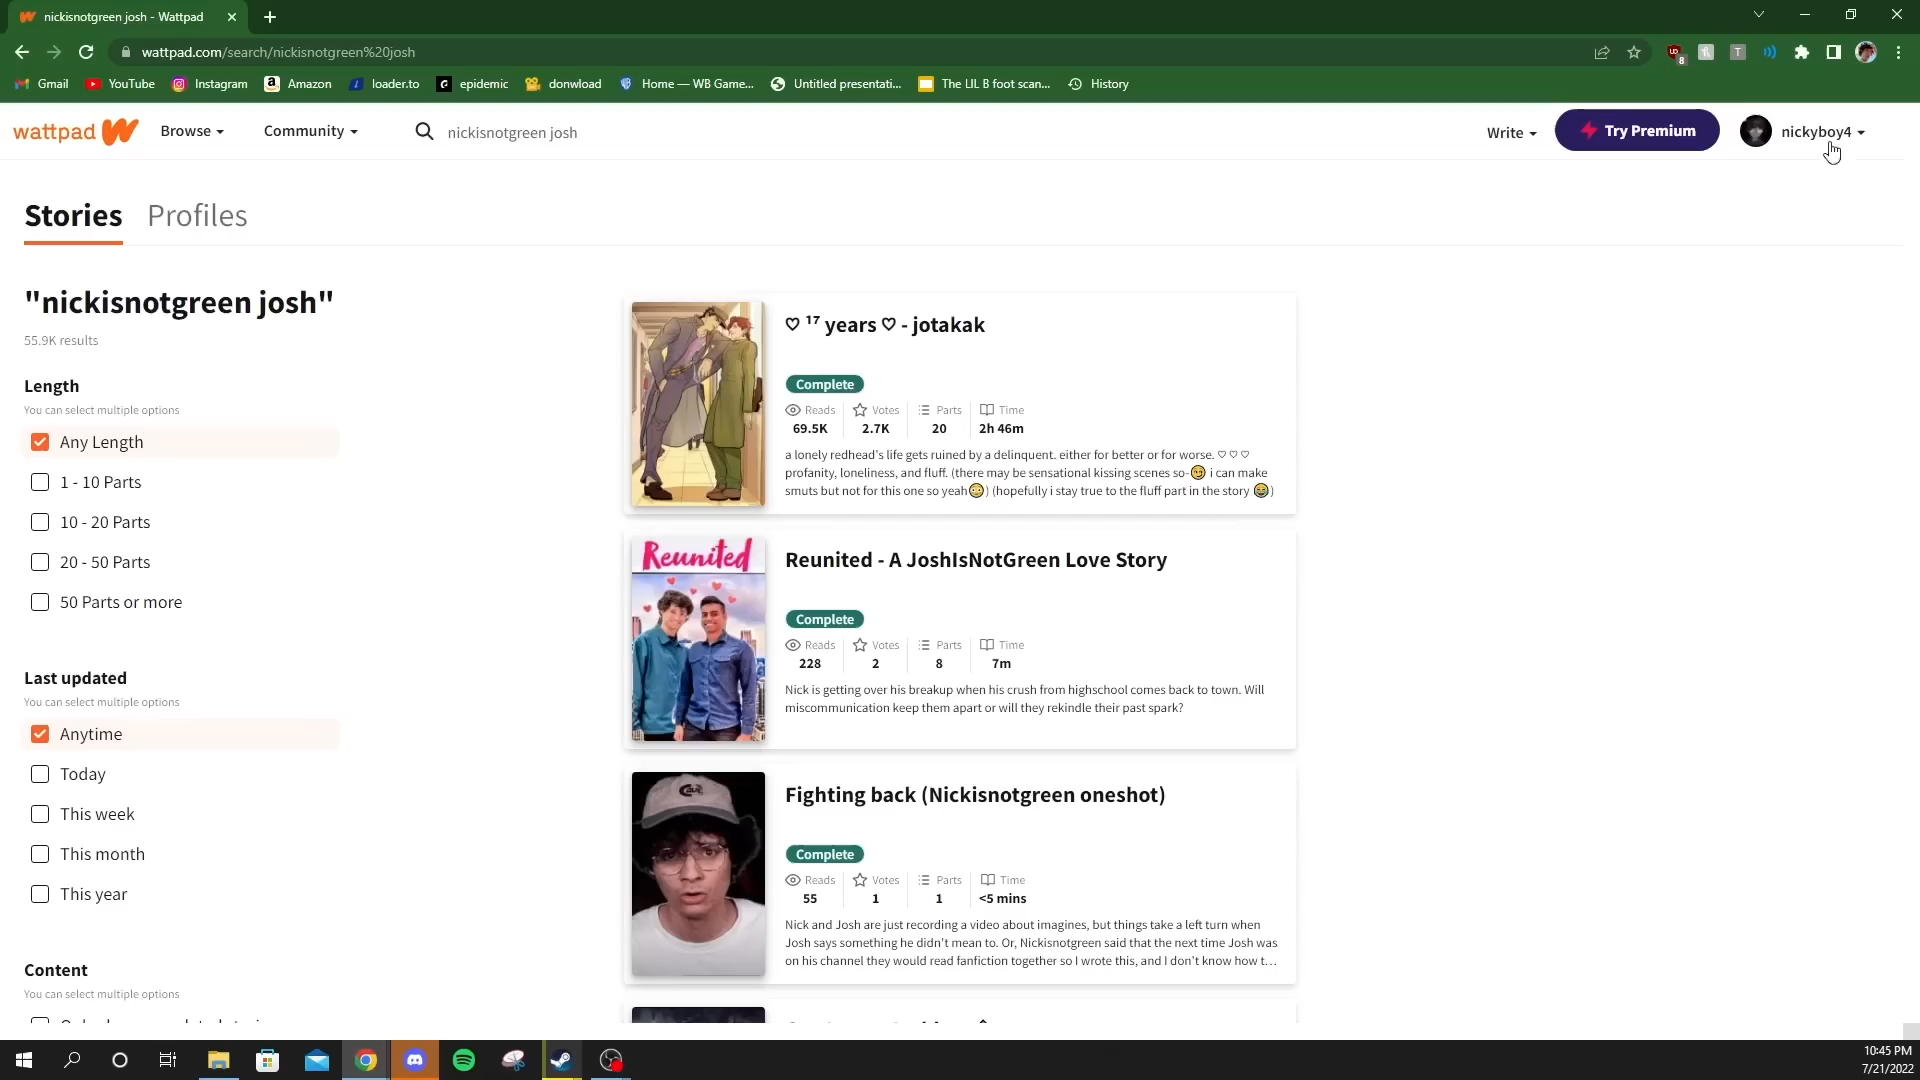 nickisnotgreen josh - Wattpad
wattpad.com/search/nickisnotgreen%20josh
8
T
Gmail
YouTube
Instagram
Amazon
loader.to
epidemic
donwload
Home — WB Game...
Untitled presentati...
The LIL B foot scan...
History
wattpad
Browse
Community
nickisnotgreen josh
Write
Try Premium
nickyboy4
Stories
Profiles
"nickisnotgreen josh"
55.9K results
Length
You can select multiple options
Any Length
1 - 10 Parts
10 - 20 Parts
20 - 50 Parts
50 Parts or more
Last updated
You can select multiple options
Anytime
Today
This week
This month
This year
Content
You can select multiple options
♡ ¹⁷ years ♡ - jotakak
Complete
Reads Votes Parts Time
69.5K 2.7K 20 2h 46m
a lonely redhead's life gets ruined by a delinquent. either for better or for worse. ♡ ♡ ♡
profanity, loneliness, and fluff. (there may be sensational kissing scenes so-😏 i can make
smuts but not for this one so yeah😳) (hopefully i stay true to the fluff part in the story 😂)
Reunited
Reunited - A JoshIsNotGreen Love Story
Complete
Reads Votes Parts Time
228 2 8 7m
Nick is getting over his breakup when his crush from highschool comes back to town. Will
miscommunication keep them apart or will they rekindle their past spark?
Fighting back (Nickisnotgreen oneshot)
Complete
Reads Votes Parts Time
55 1 1 <5 mins
Nick and Josh are just recording a video about imagines, but things take a left turn when
Josh says something he didn't mean to. Or, Nickisnotgreen said that the next time Josh was
on his channel they would read fanfiction together so I wrote this, and I don't know how t...
10:45 PM
7/21/2022